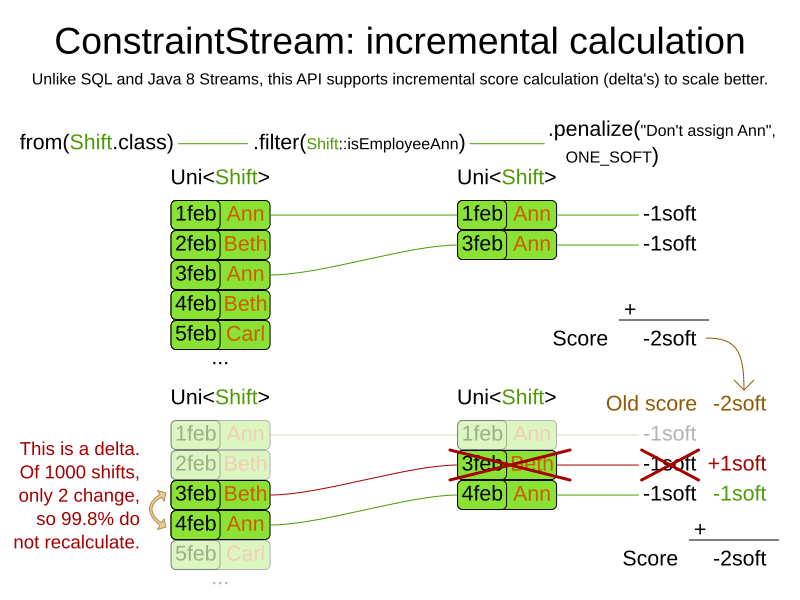 ConstraintStream: incremental calculation
Unlike SQL and Java 8 Streams, this API supports incremental score calculation (delta's) to scale better.
from(Shift.class)
.filter(Shift::isEmployeeAnn)
.penalize("Don't assign Ann",
ONE_SOFT)
Uni<Shift>
Uni<Shift>
1feb Ann
1feb Ann
-1soft
2feb Beth
3feb Ann
-1soft
3feb Ann
4feb Beth
5feb Carl
...
+
Score -2soft
Uni<Shift>
Uni<Shift>
Old score -2soft
1feb Ann
1feb Ann
-1soft
2feb Beth
3feb Beth
-1soft +1soft
3feb Beth
4feb Ann
-1soft -1soft
4feb Ann
5feb Carl
...
This is a delta.
Of 1000 shifts,
only 2 change,
so 99.8% do
not recalculate.
+
Score -2soft